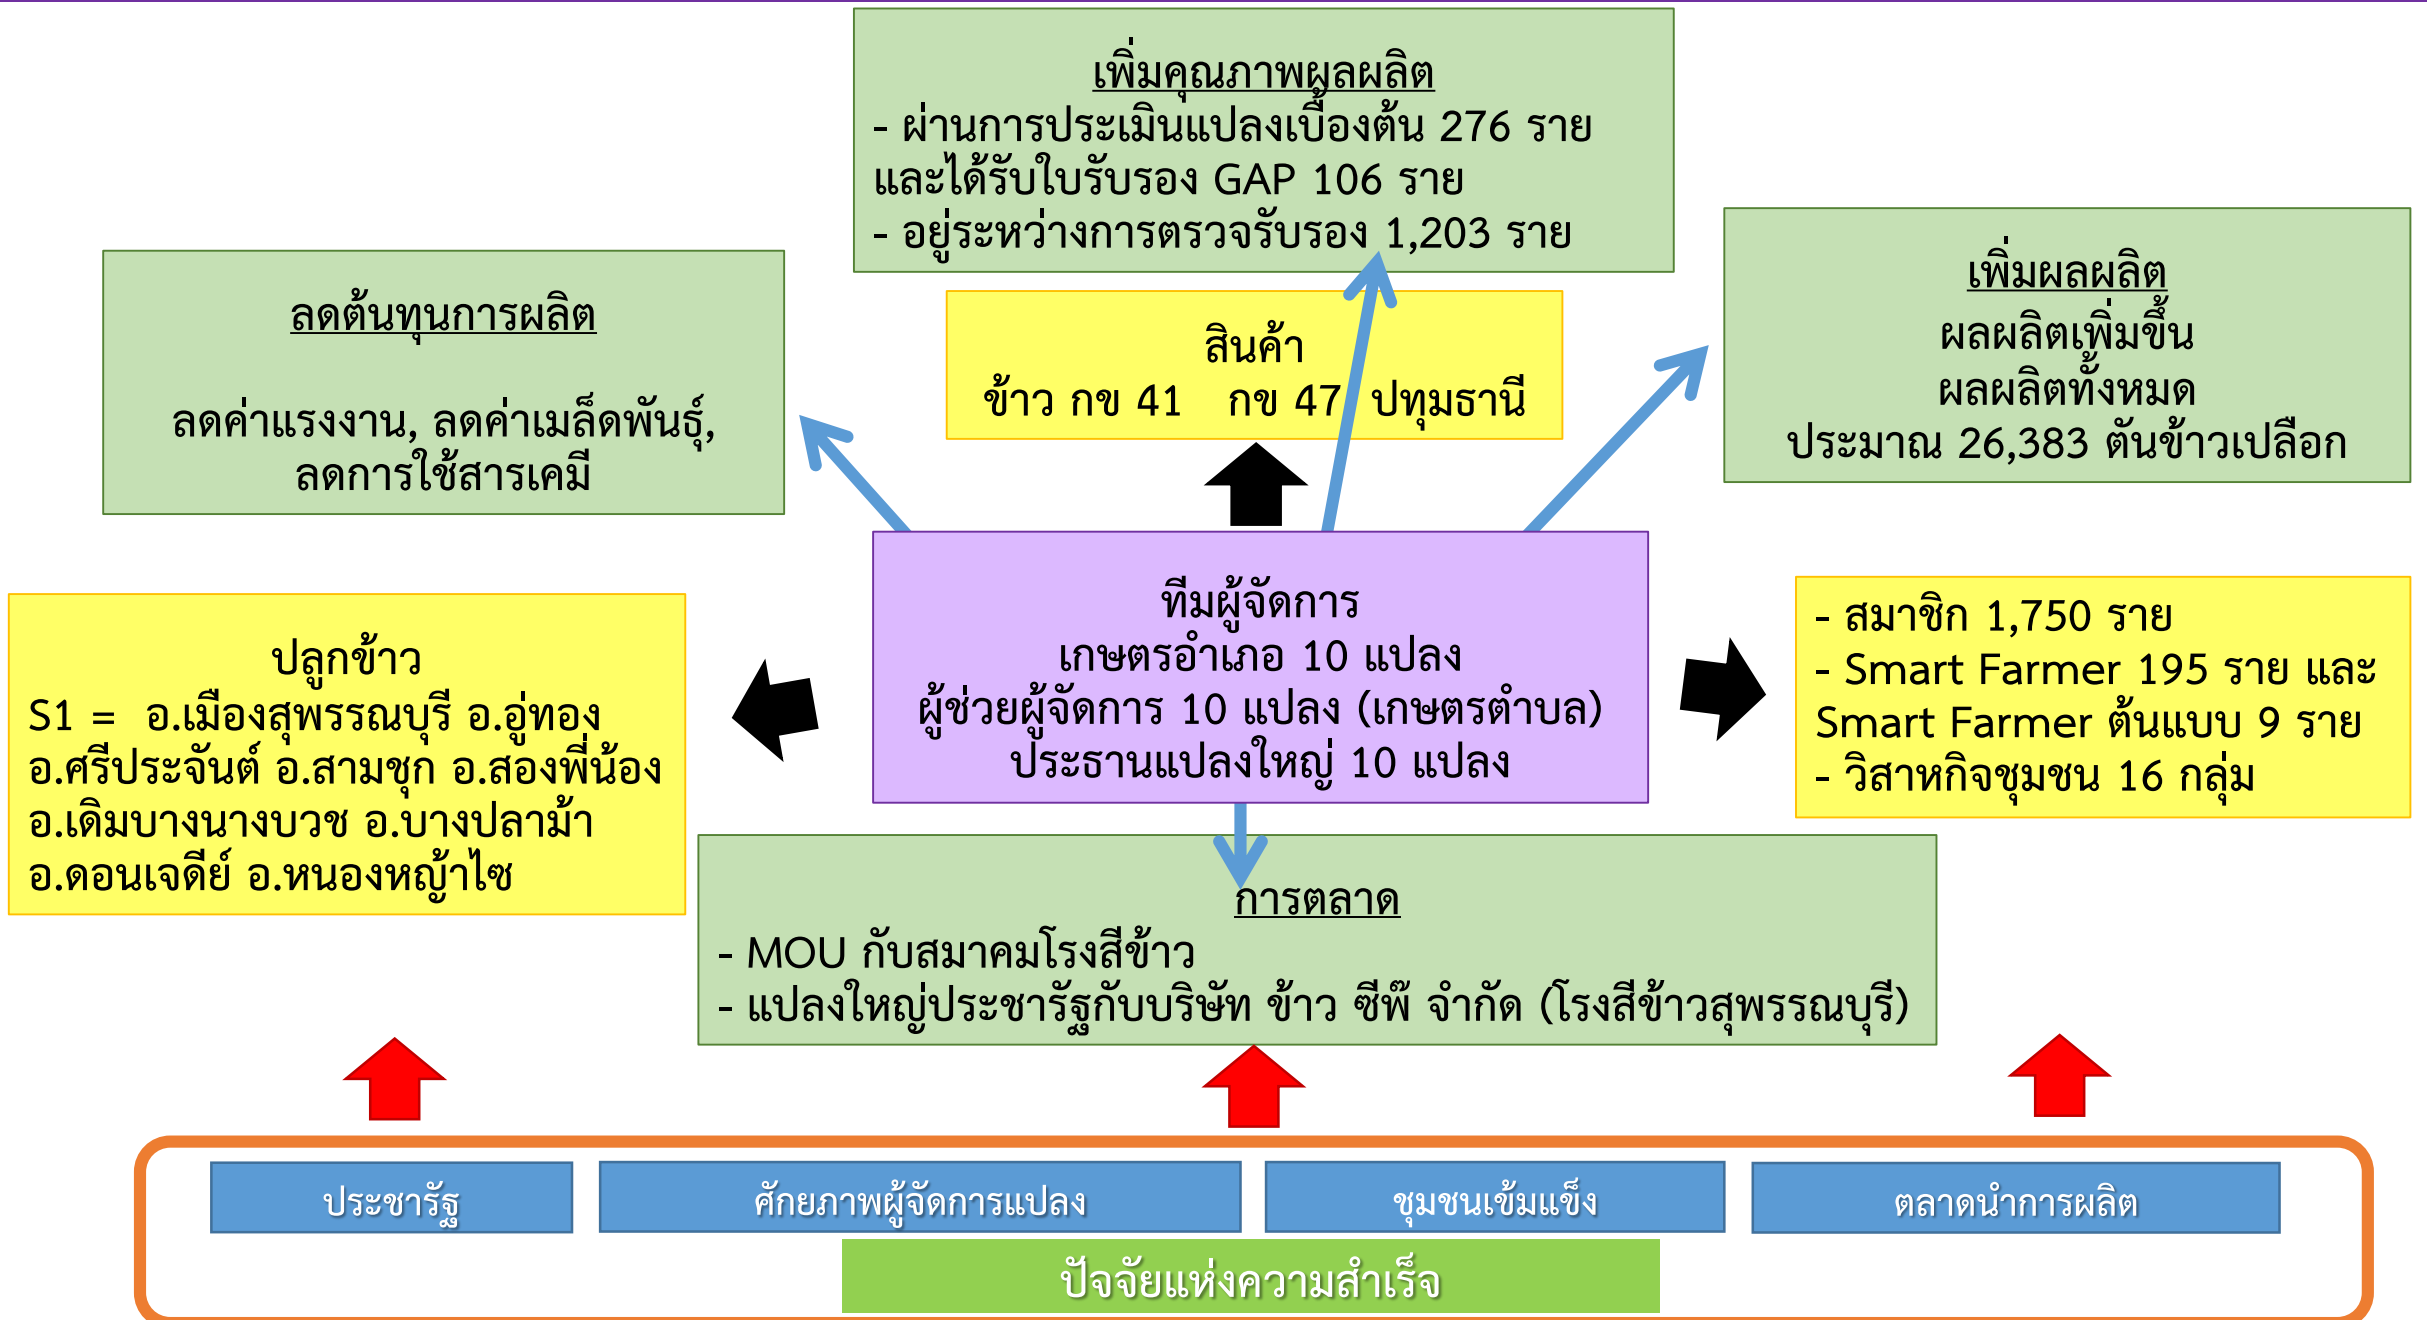 เพิ่มคุณภาพผลผลิต
- ผ่านการประเมินแปลงเบื้องต้น 276 ราย
และได้รับใบรับรอง GAP 106 ราย
- อยู่ระหว่างการตรวจรับรอง 1,203 ราย
ลดต้นทุนการผลิต
ลดค่าแรงงาน, ลดค่าเมล็ดพันธุ์,
ลดการใช้สารเคมี
สินค้า
ข้าว กข 41 กข 47 ปทุมธานี
เพิ่มผลผลิต
ผลผลิตเพิ่มขึ้น
ผลผลิตทั้งหมด
ประมาณ 26,383 ตันข้าวเปลือก
ปลูกข้าว
S1 = อ.เมืองสุพรรณบุรี อ.อู่ทอง
อ.ศรีประจันต์ อ.สามชุก อ.สองพี่น้อง
อ.เดิมบางนางบวช อ.บางปลาม้า
อ.ดอนเจดีย์ อ.หนองหญ้าไซ
ทีมผู้จัดการ
เกษตรอำเภอ 10 แปลง
ผู้ช่วยผู้จัดการ 10 แปลง (เกษตรตำบล)
ประธานแปลงใหญ่ 10 แปลง
- สมาชิก 1,750 ราย
- Smart Farmer 195 ราย และ
Smart Farmer ต้นแบบ 9 ราย
- วิสาหกิจชุมชน 16 กลุ่ม
การตลาด
- MOU กับสมาคมโรงสีข้าว
- แปลงใหญ่ประชารัฐกับบริษัท ข้าว ซีพี๊ จำกัด (โรงสีข้าวสุพรรณบุรี)
ประชารัฐ
ศักยภาพผู้จัดการแปลง
ชุมชนเข้มแข็ง
ตลาดนำการผลิต
ปัจจัยแห่งความสำเร็จ